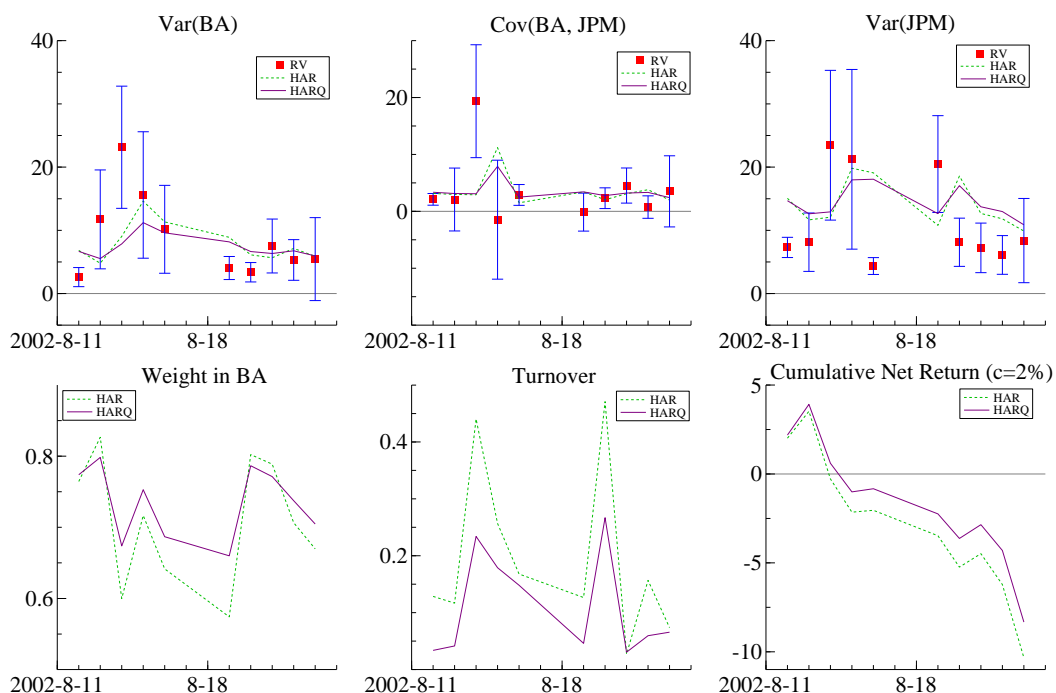 Var(BA)
40
20
0
RV
HAR
HARQ
2002-8-11
8-18
Cov(BA, JPM)
20
0
RV
HAR
HARQ
2002-8-11
8-18
Var(JPM)
40
20
0
RV
HAR
HARQ
2002-8-11
8-18
Weight in BA
0.8
0.6
HAR
HARQ
2002-8-11
8-18
Turnover
0.4
0.2
HAR
HARQ
2002-8-11
8-18
Cumulative Net Return (c=2%)
5
0
-5
-10
HAR
HARQ
2002-8-11
8-18